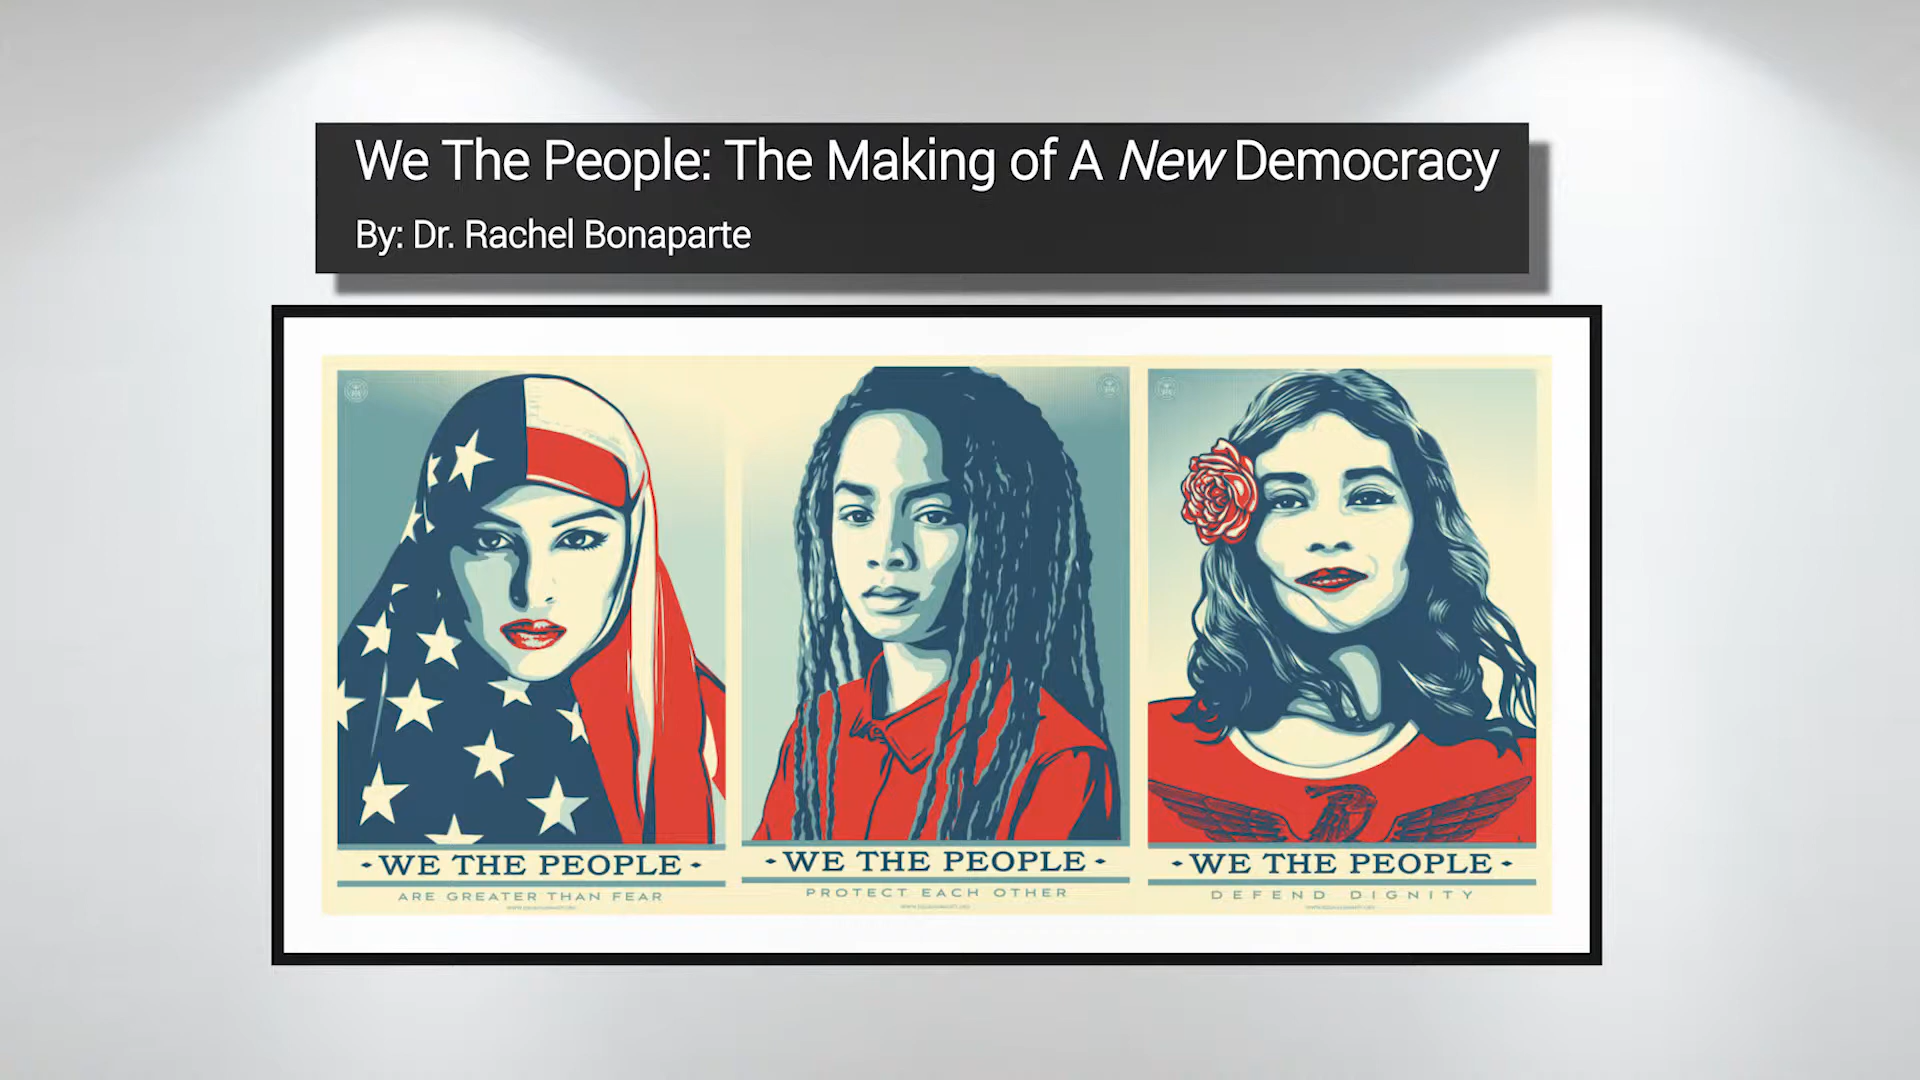 We The People: The Making of A New Democracy
By: Dr. Rachel Bonaparte
WE THE PEOPLE
ARE GREATER THAN FEAR
WE THE PEOPLE
PROTECT EACH OTHER
WE THE PEOPLE
DEFEND DIGNITY